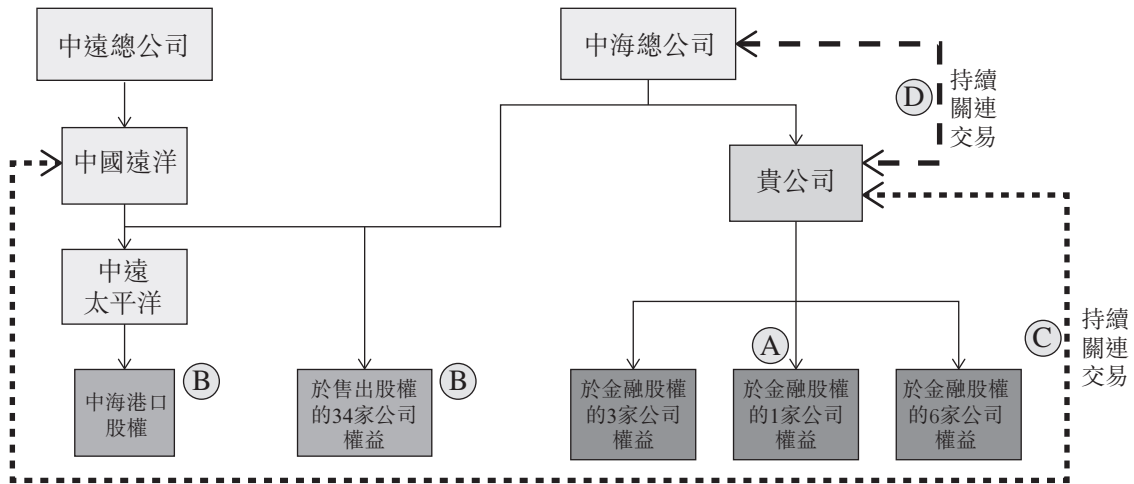 中遠總公司
中海總公司
D
持續
關連
交易
中國遠洋
貴公司
中遠
太平洋
A
C
持續
關連
交易
B
B
中海港口
股權
於售出股權
的34家公司
權益
於金融股權
的3家公司
權益
於金融股權
的1家公司
權益
於金融股權
的6家公司
權益